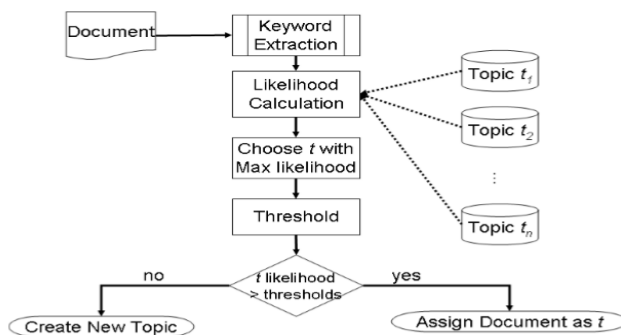 Document
Keyword
Extraction
Likelihood
Calculation
Topic t1
Topic t2
⋮
Topic tn
Choose t with
Max likelihood
Threshold
t likelihood
> thresholds
no
yes
Create New Topic
Assign Document as t